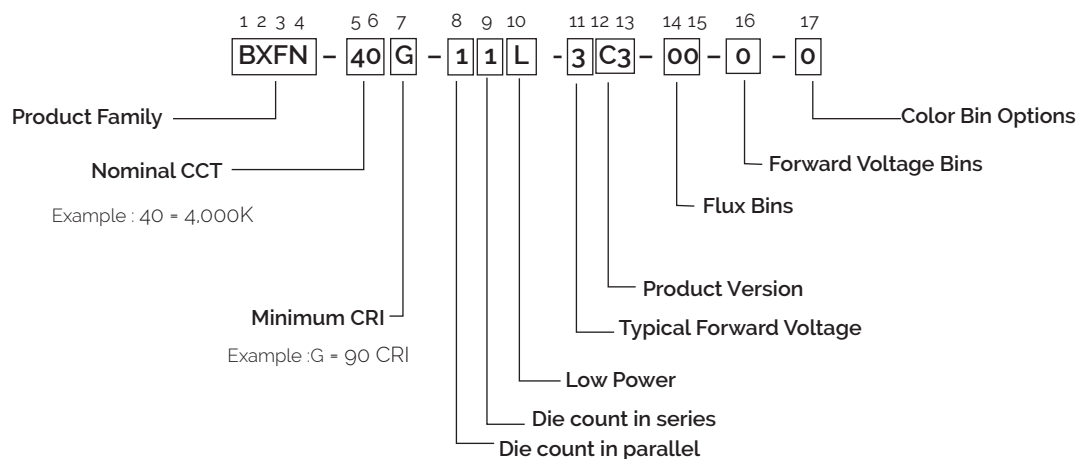 1 2 3 4 5 6 7 8 9 10 11 12 13 14 15 16 17
BXFN – 40 G – 1 1 L - 3 C3 – 00 – 0 – 0
Product Family
Color Bin Options
Nominal CCT
Forward Voltage Bins
Example : 40 = 4,000K
Flux Bins
Product Version
Minimum CRI
Typical Forward Voltage
Example :G = 90 CRI
Low Power
Die count in series
Die count in parallel